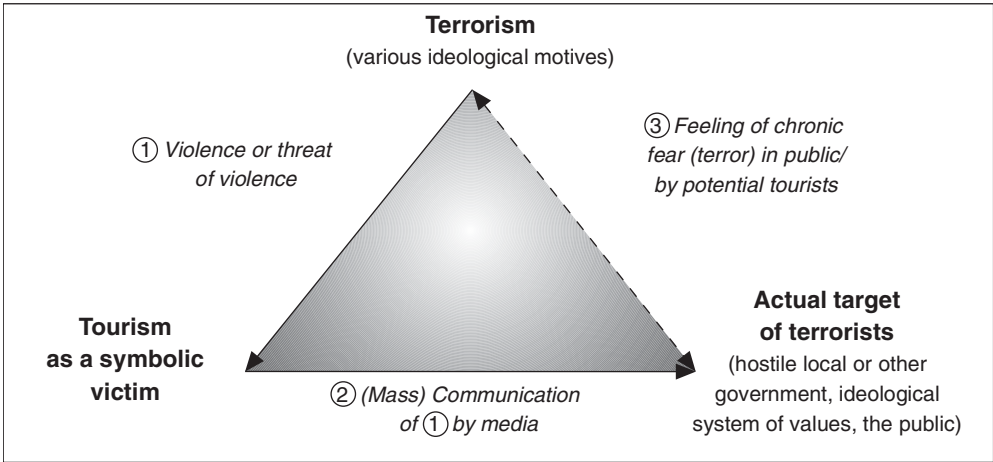 Terrorism
(various ideological motives)
① Violence or threat
of violence
③ Feeling of chronic
fear (terror) in public/
by potential tourists
Tourism
as a symbolic
victim
② (Mass) Communication
of ① by media
Actual target
of terrorists
(hostile local or other
government, ideological
system of values, the public)